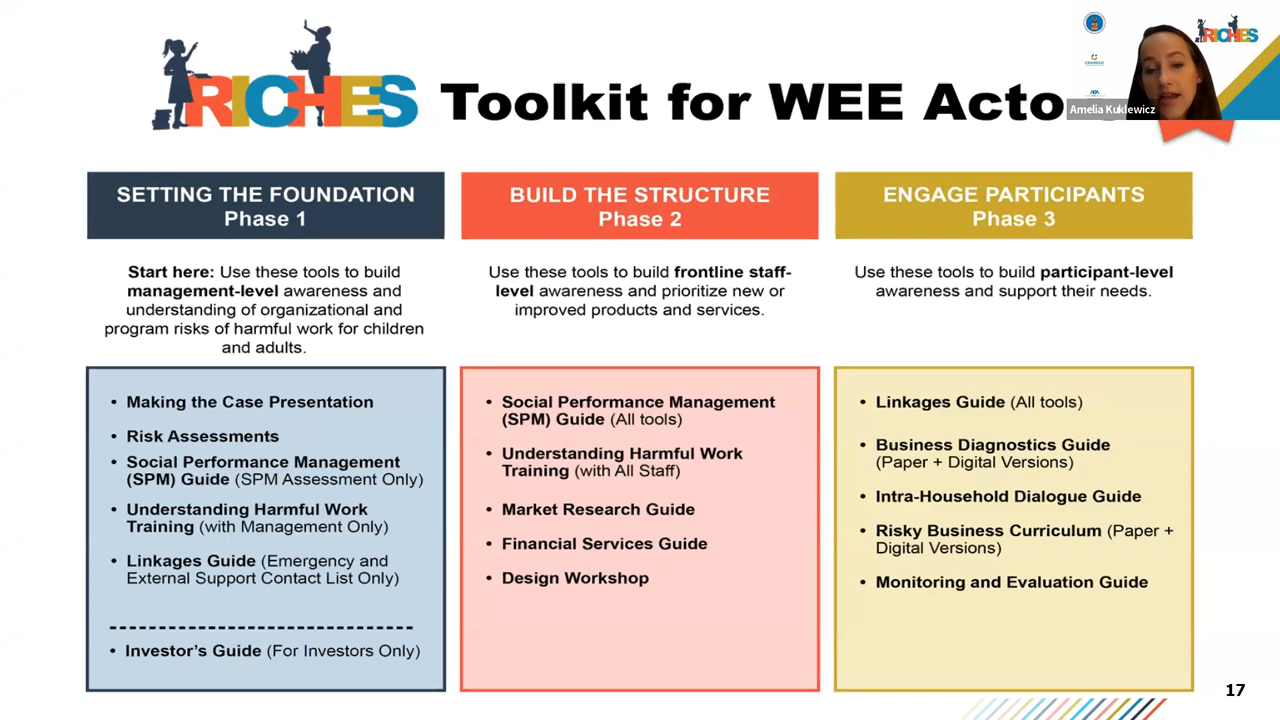 RICHES Toolkit for WEE Acto
RICHES
Amelia Kuklewicz
SETTING THE FOUNDATION
Phase 1
Start here: Use these tools to build
management-level awareness and
understanding of organizational and
program risks of harmful work for children
and adults.
• Making the Case Presentation
• Risk Assessments
• Social Performance Management
(SPM) Guide (SPM Assessment Only)
• Understanding Harmful Work
Training (with Management Only)
• Linkages Guide (Emergency and
External Support Contact List Only)
• Investor’s Guide (For Investors Only)
BUILD THE STRUCTURE
Phase 2
Use these tools to build frontline staff-
level awareness and prioritize new or
improved products and services.
• Social Performance Management
(SPM) Guide (All tools)
• Understanding Harmful Work
Training (with All Staff)
• Market Research Guide
• Financial Services Guide
• Design Workshop
ENGAGE PARTICIPANTS
Phase 3
Use these tools to build participant-level
awareness and support their needs.
• Linkages Guide (All tools)
• Business Diagnostics Guide
(Paper + Digital Versions)
• Intra-Household Dialogue Guide
• Risky Business Curriculum (Paper +
Digital Versions)
• Monitoring and Evaluation Guide
17